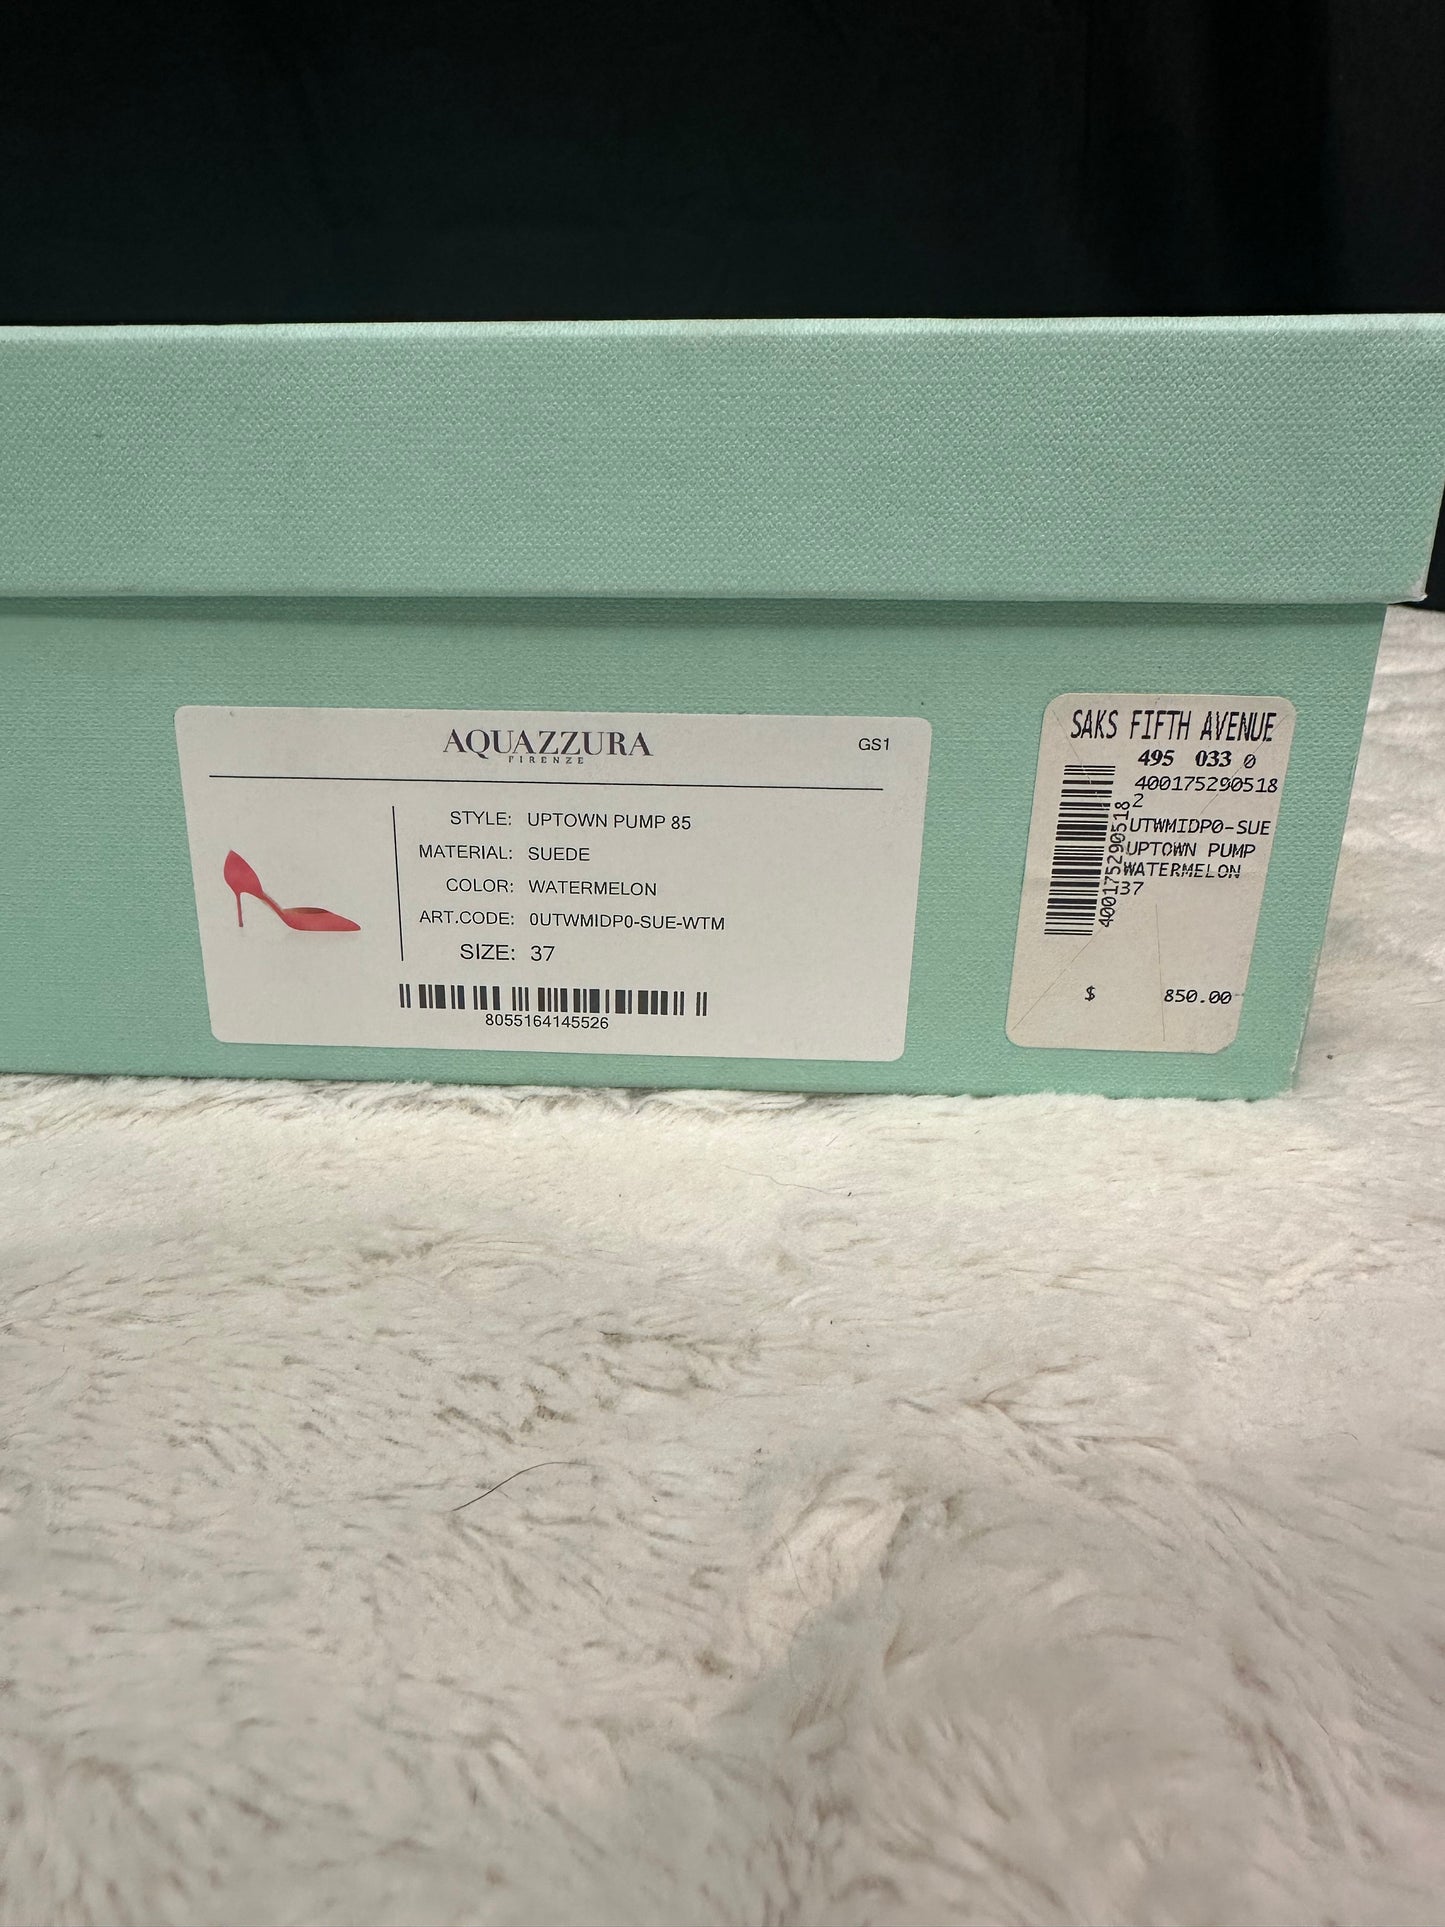 AQUAZZURA
FIRENZE
GS1
STYLE: UPTOWN PUMP 85
MATERIAL: SUEDE
COLOR: WATERMELON
ART.CODE: 0UTWMIDP0-SUE-WTM
SIZE: 37
8055164145526
SAKS FIFTH AVENUE
495 033 0
400175290518
2
UTWMIDP0-SUE
UPTOWN PUMP
WATERMELON
37
400175290518
$ 850.00